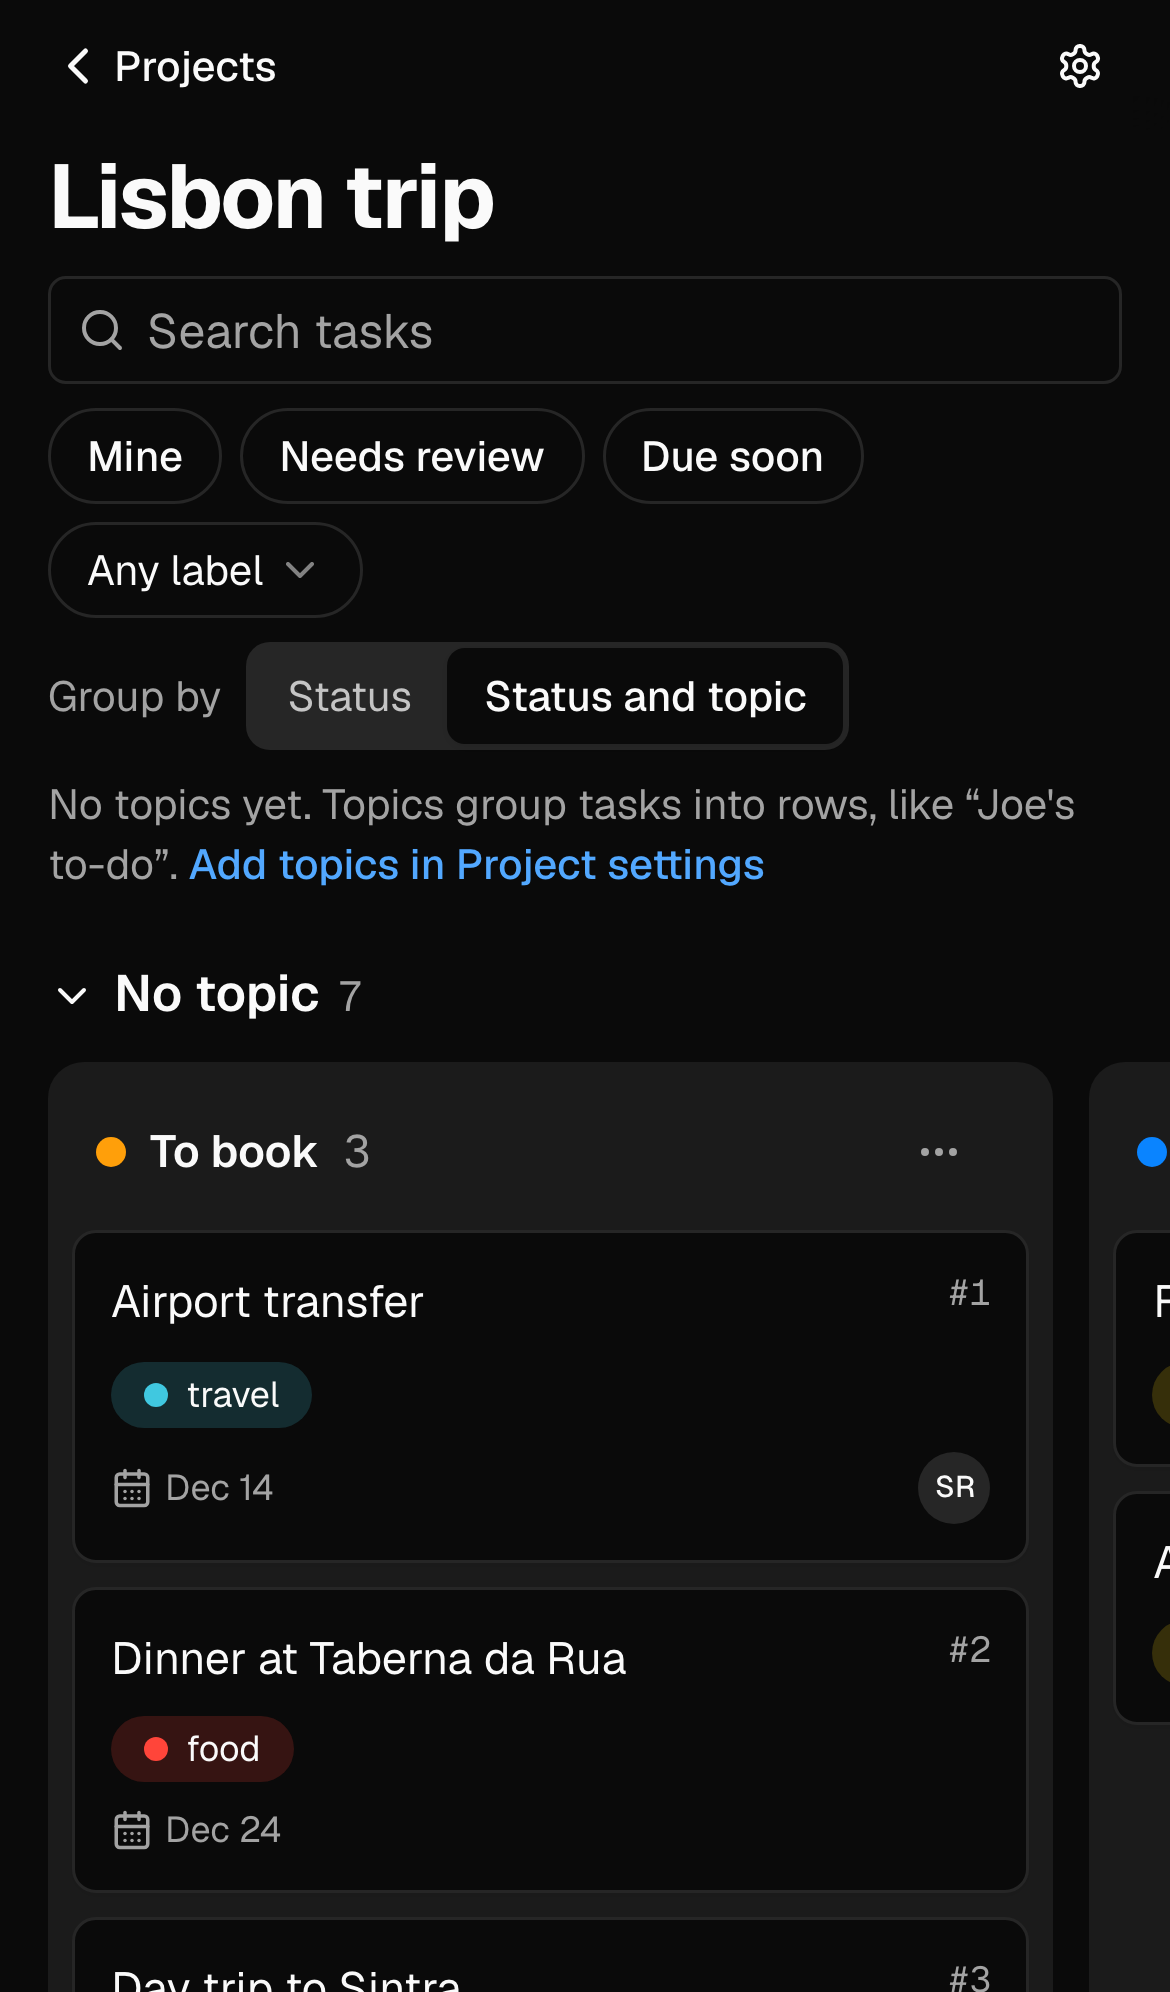 Projects
Lisbon trip
Search tasks
Mine
Needs review
Due soon
Any label
Group by
Status
Status and topic
No topics yet. Topics group tasks into rows, like “Joe's
to-do”. Add topics in Project settings
No topic 7
To book 3
Airport transfer
#1
travel
Dec 14
SR
Dinner at Taberna da Rua
#2
food
Dec 24
Day trip to Sintra
#3